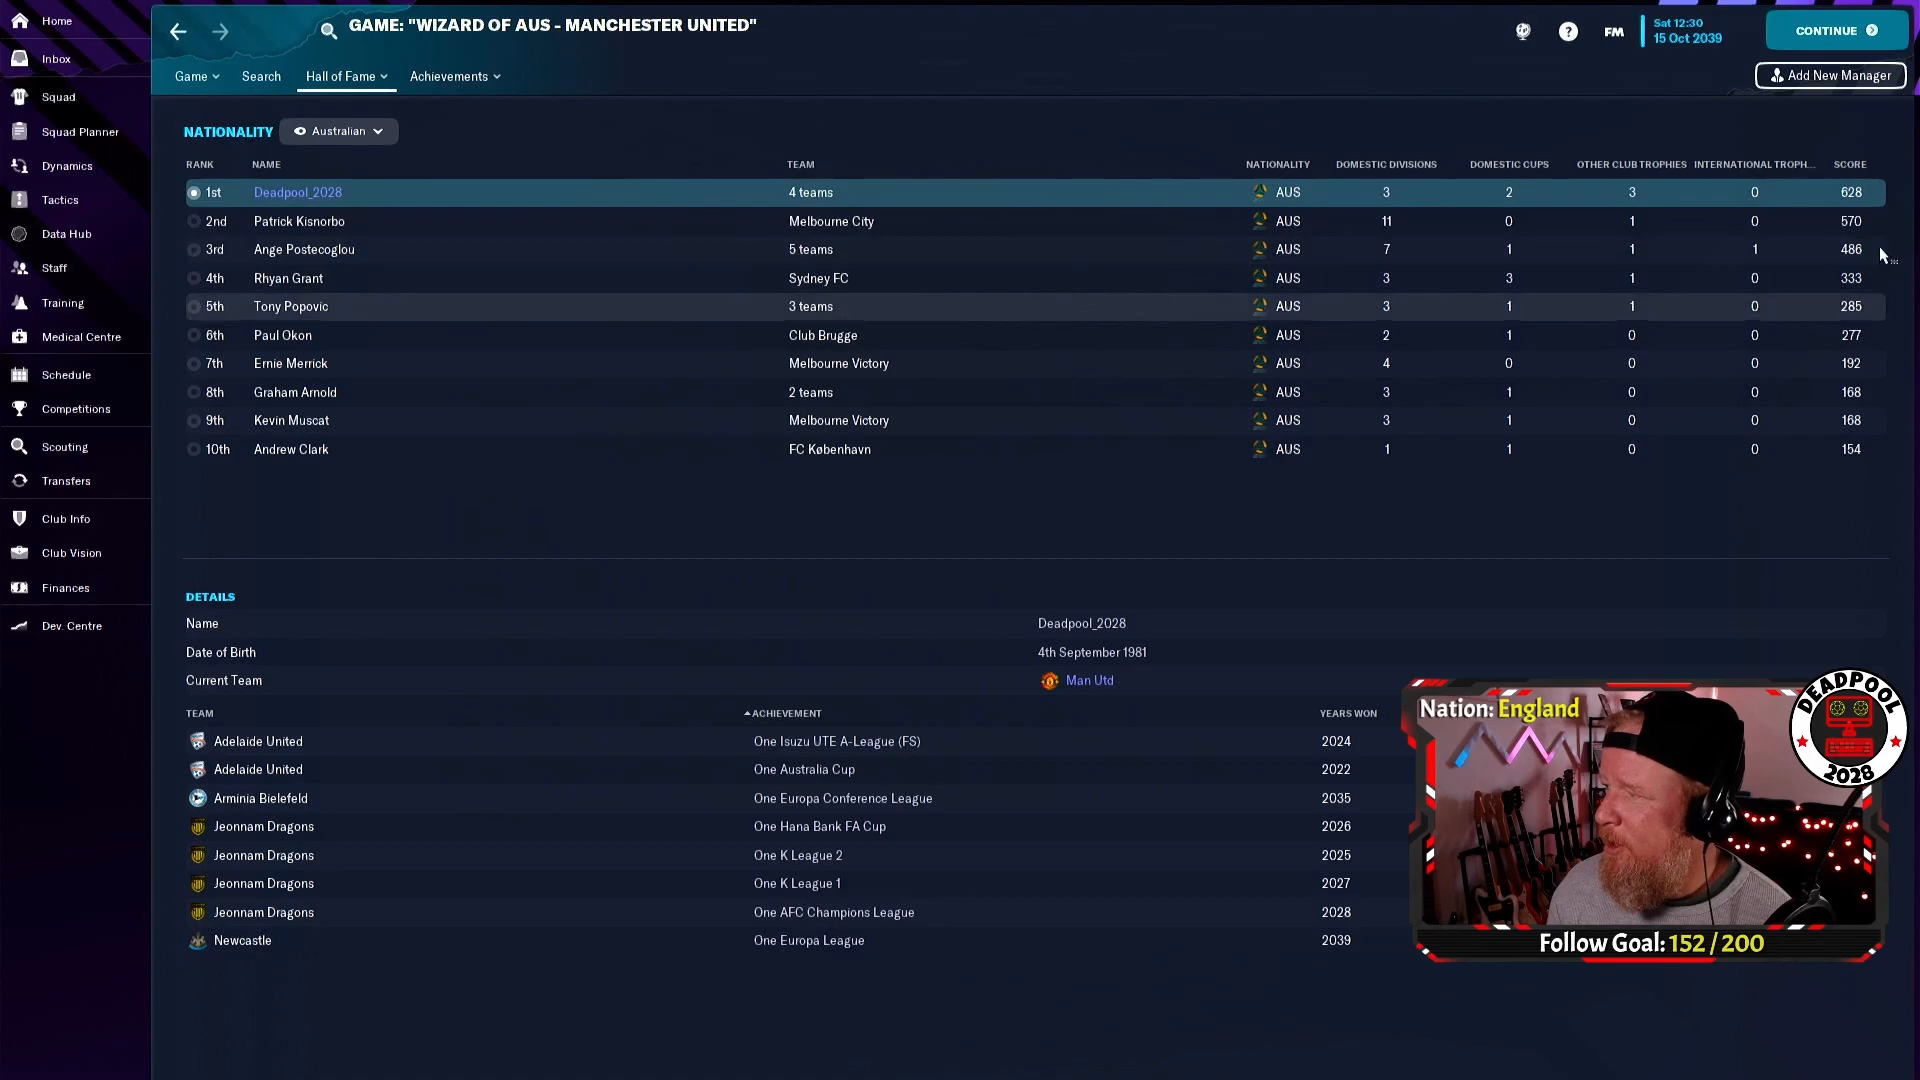 Home
Inbox
Squad
Squad Planner
Dynamics
Tactics
Data Hub
Staff
Training
Medical Centre
Schedule
Competitions
Scouting
Transfers
Club Info
Club Vision
Finances
Dev. Centre
GAME: "WIZARD OF AUS - MANCHESTER UNITED"
FM
Sat 12:30
15 Oct 2039
CONTINUE
Game Search Hall of Fame Achievements
Add New Manager
NATIONALITY Australian
RANK NAME TEAM NATIONALITY DOMESTIC DIVISIONS DOMESTIC CUPS OTHER CLUB TROPHIES INTERNATIONAL TROPH... SCORE
1st Deadpool_2028 4 teams AUS 3 2 3 0 628
2nd Patrick Kisnorbo Melbourne City AUS 11 0 1 0 570
3rd Ange Postecoglou 5 teams AUS 7 1 1 1 486
4th Rhyan Grant Sydney FC AUS 3 3 1 0 333
5th Tony Popovic 3 teams AUS 3 1 1 0 285
6th Paul Okon Club Brugge AUS 2 1 0 0 277
7th Ernie Merrick Melbourne Victory AUS 4 0 0 0 192
8th Graham Arnold 2 teams AUS 3 1 0 0 168
9th Kevin Muscat Melbourne Victory AUS 3 1 0 0 168
10th Andrew Clark FC København AUS 1 1 0 0 154
DETAILS
Name Deadpool_2028
Date of Birth 4th September 1981
Current Team Man Utd
TEAM ACHIEVEMENT YEARS WON
Adelaide United One Isuzu UTE A-League (FS) 2024
Adelaide United One Australia Cup 2022
Arminia Bielefeld One Europa Conference League 2035
Jeonnam Dragons One Hana Bank FA Cup 2026
Jeonnam Dragons One K League 2 2025
Jeonnam Dragons One K League 1 2027
Jeonnam Dragons One AFC Champions League 2028
Newcastle One Europa League 2039
Nation: England
DEADPOOL
2028
Follow Goal: 152 / 200